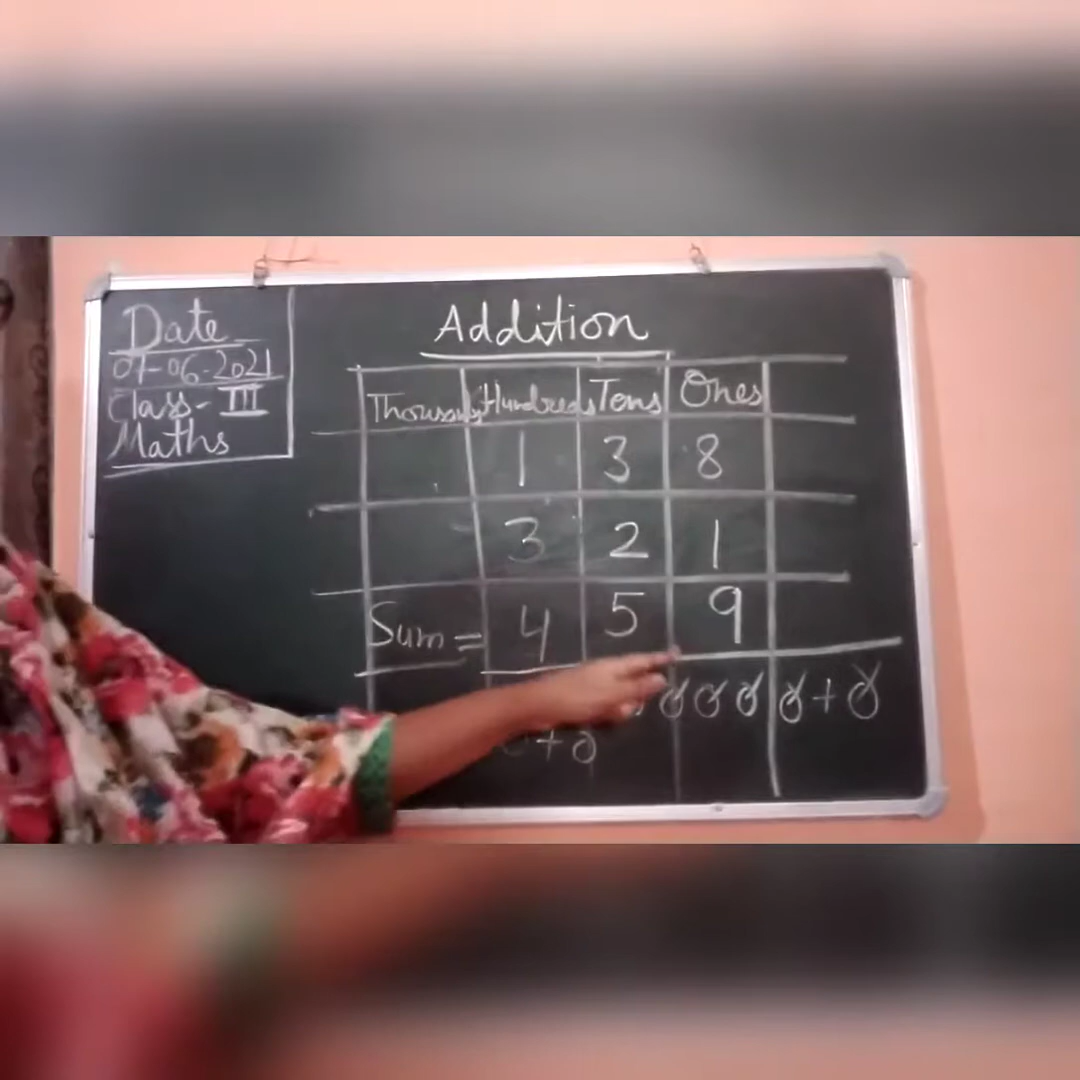 Addition
Date
07-06-2021
Class - III
Maths
Thousands Hundreds Tens Ones
1 3 8
3 2 1
Sum = 4 5 9
+
+